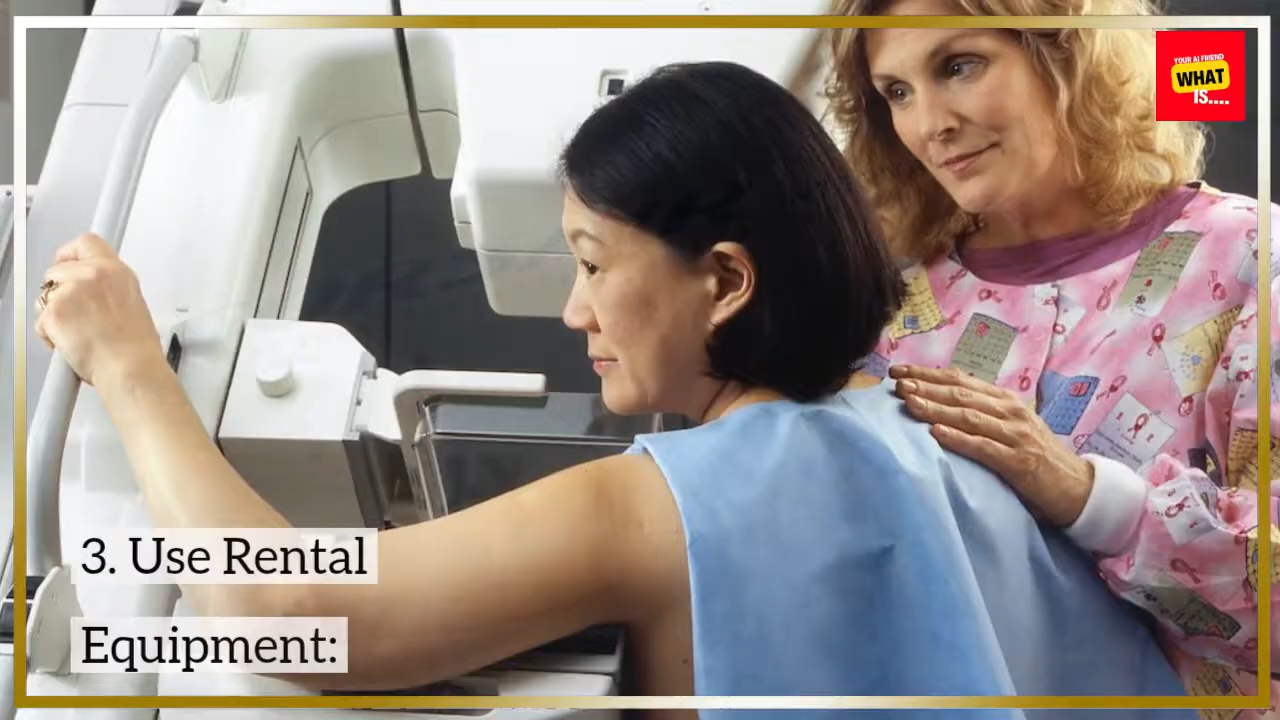 YOUR AI FRIEND
WHAT
IS....
3. Use Rental
Equipment: